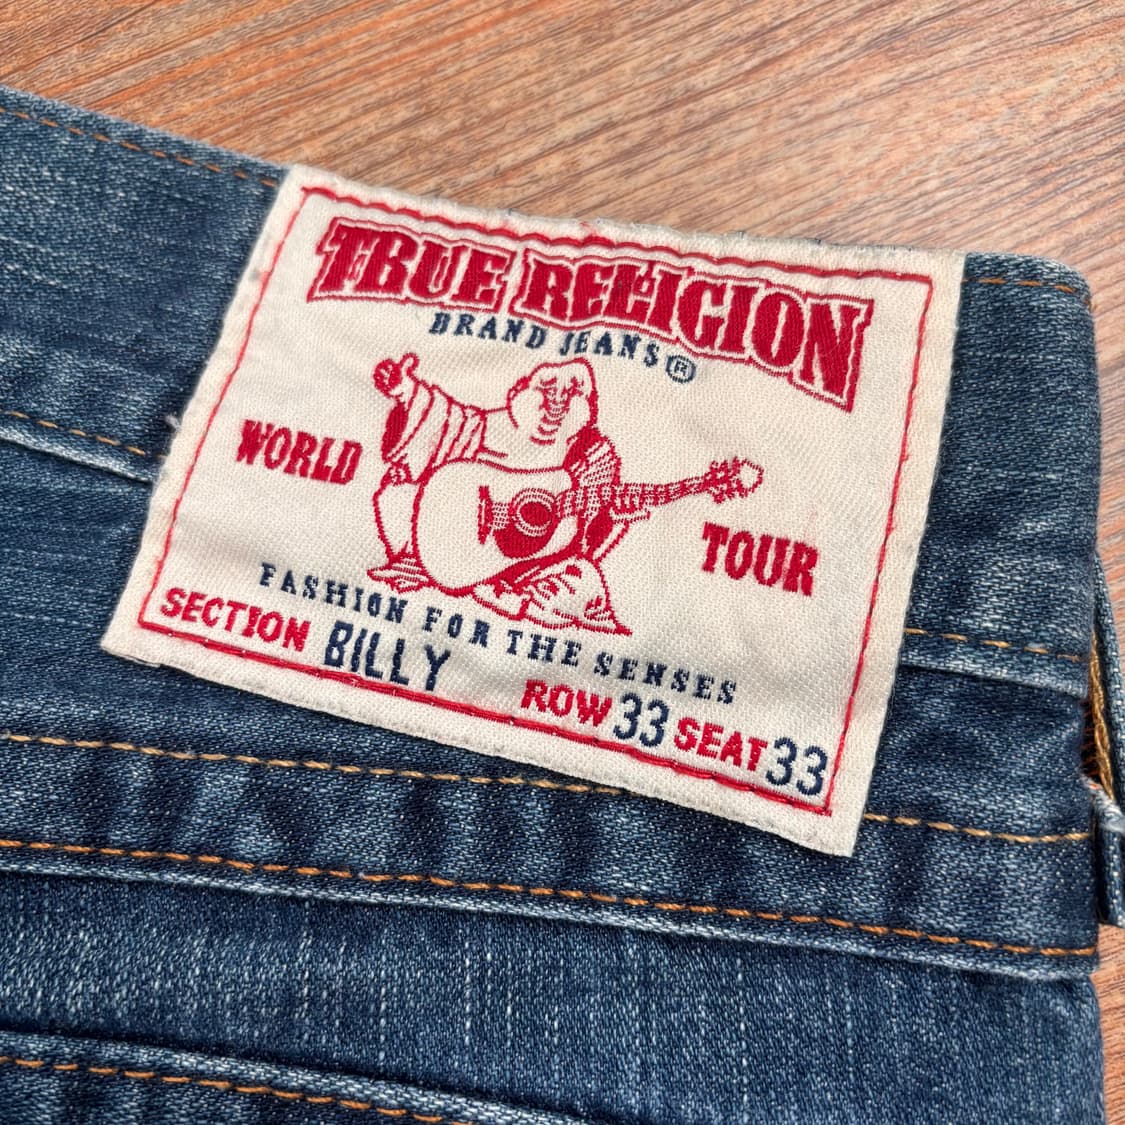 TRUE RELIGION
BRAND JEANS®
WORLD TOUR
FASHION FOR THE SENSES
SECTION BILLY ROW 33 SEAT 33